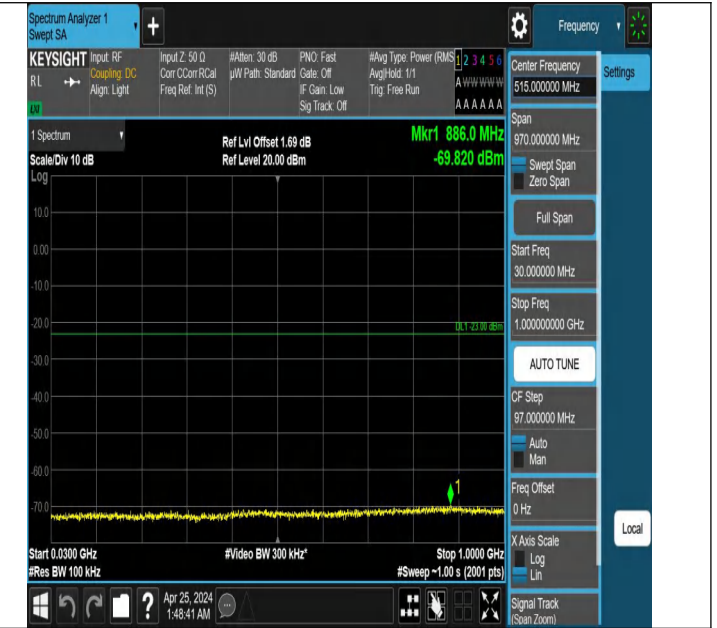 Spectrum Analyzer 1
Swept SA
+
Frequency
KEYSIGHT
RL
LXI
Input: RF
Coupling: DC
Align: Light
Input Z: 50 Ω
Corr CCorr RCal
Freq Ref: Int (S)
#Atten: 30 dB
µW Path: Standard
PNO: Fast
Gate: Off
IF Gain: Low
Sig Track: Off
#Avg Type: Power (RMS
Avg|Hold: 1/1
Trig: Free Run
1 2 3 4 5 6
A W W W W W
A A A A A A
Center Frequency
515.000000 MHz
Settings
Span
970.000000 MHz
Swept Span
Zero Span
Full Span
Start Freq
30.000000 MHz
Stop Freq
1.000000000 GHz
AUTO TUNE
CF Step
97.000000 MHz
Auto
Man
Freq Offset
0 Hz
X Axis Scale
Log
Lin
Signal Track
(Span Zoom)
Local
1 Spectrum
Scale/Div 10 dB
Log
Ref Lvl Offset 1.69 dB
Ref Level 20.00 dBm
Mkr1 886.0 MHz
-69.820 dBm
10.0
0.00
-10.0
-20.0
DL1 -23.00 dBm
-30.0
-40.0
-50.0
-60.0
1
-70.0
Start 0.0300 GHz
#Res BW 100 kHz
#Video BW 300 kHz*
Stop 1.0000 GHz
#Sweep ~1.00 s (2001 pts)
?
Apr 25, 2024
1:48:41 AM